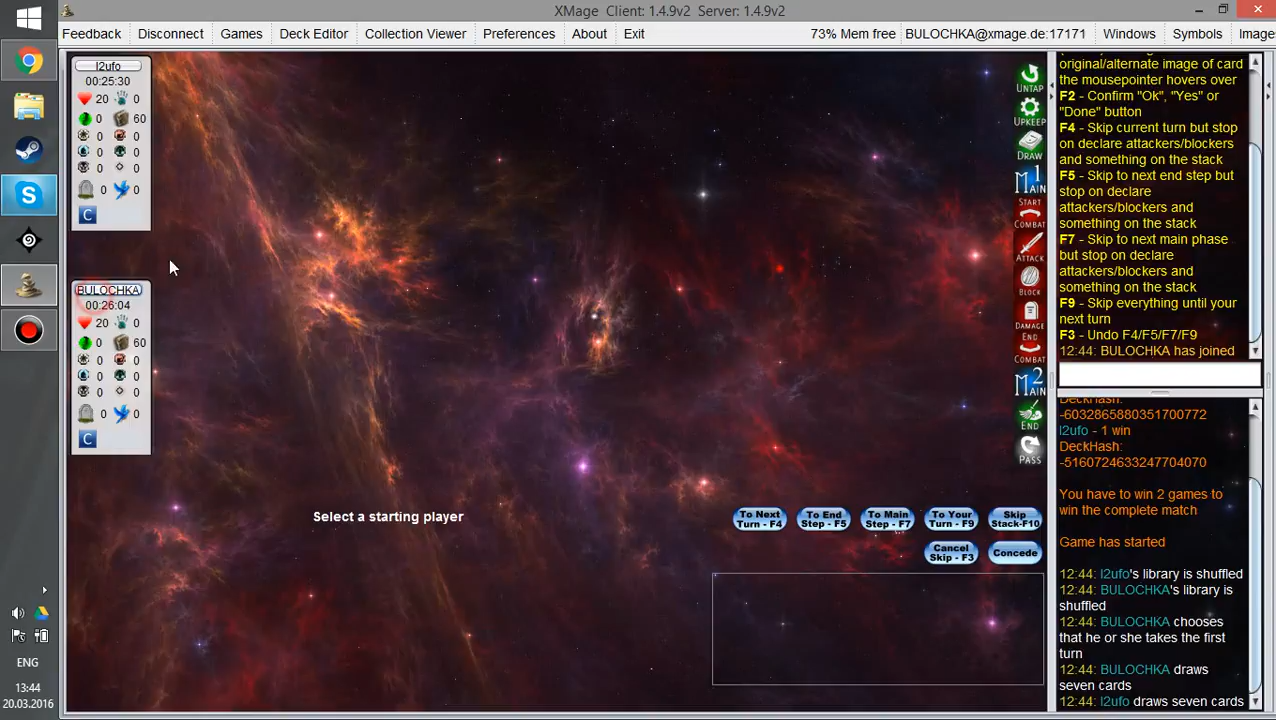 XMage Client: 1.4.9v2 Server: 1.4.9v2
Feedback Disconnect Games Deck Editor Collection Viewer Preferences About Exit 73% Mem free BULOCHKA@xmage.de:17171 Windows Symbols Image
l2ufo
00:25:30
20 0
0 60
0 0
0 0
0 0
0 0
C
BULOCHKA
00:26:04
20 0
0 60
0 0
0 0
0 0
0 0
C
Select a starting player
UNTAP
UPKEEP
DRAW
1
MAIN
START
COMBAT
ATTACK
BLOCK
DAMAGE
END
COMBAT
2
MAIN
END
PASS
To Next
Turn - F4
To End
Step - F5
To Main
Step - F7
To Your
Turn - F9
Skip
Stack-F10
Cancel
Skip - F3
Concede
original/alternate image of card
the mousepointer hovers over
F2 - Confirm "Ok", "Yes" or
"Done" button
F4 - Skip current turn but stop
on declare attackers/blockers
and something on the stack
F5 - Skip to next end step but
stop on declare
attackers/blockers and
something on the stack
F7 - Skip to next main phase
but stop on declare
attackers/blockers and
something on the stack
F9 - Skip everything until your
next turn
F3 - Undo F4/F5/F7/F9
12:44: BULOCHKA has joined
DeckHash:
-6032865880351700772
l2ufo - 1 win
DeckHash:
-5160724633247704070
You have to win 2 games to
win the complete match
Game has started
12:44: l2ufo's library is shuffled
12:44: BULOCHKA's library is
shuffled
12:44: BULOCHKA chooses
that he or she takes the first
turn
12:44: BULOCHKA draws
seven cards
12:44: l2ufo draws seven cards
ENG
13:44
20.03.2016